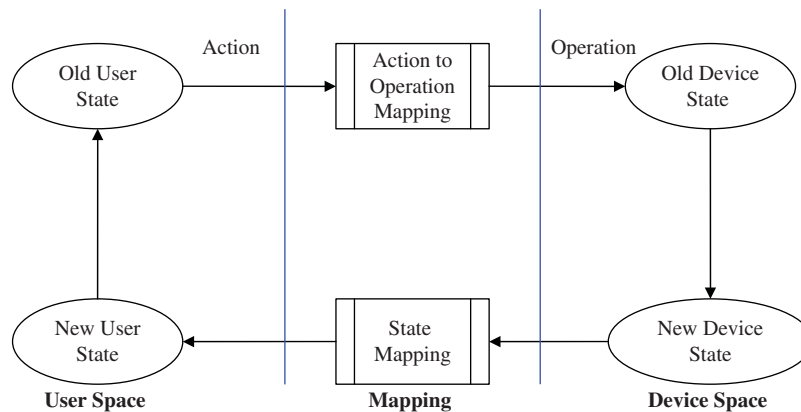 Action
Operation
Old User
State
Action to
Operation
Mapping
Old Device
State
New User
State
State
Mapping
New Device
State
User Space
Mapping
Device Space